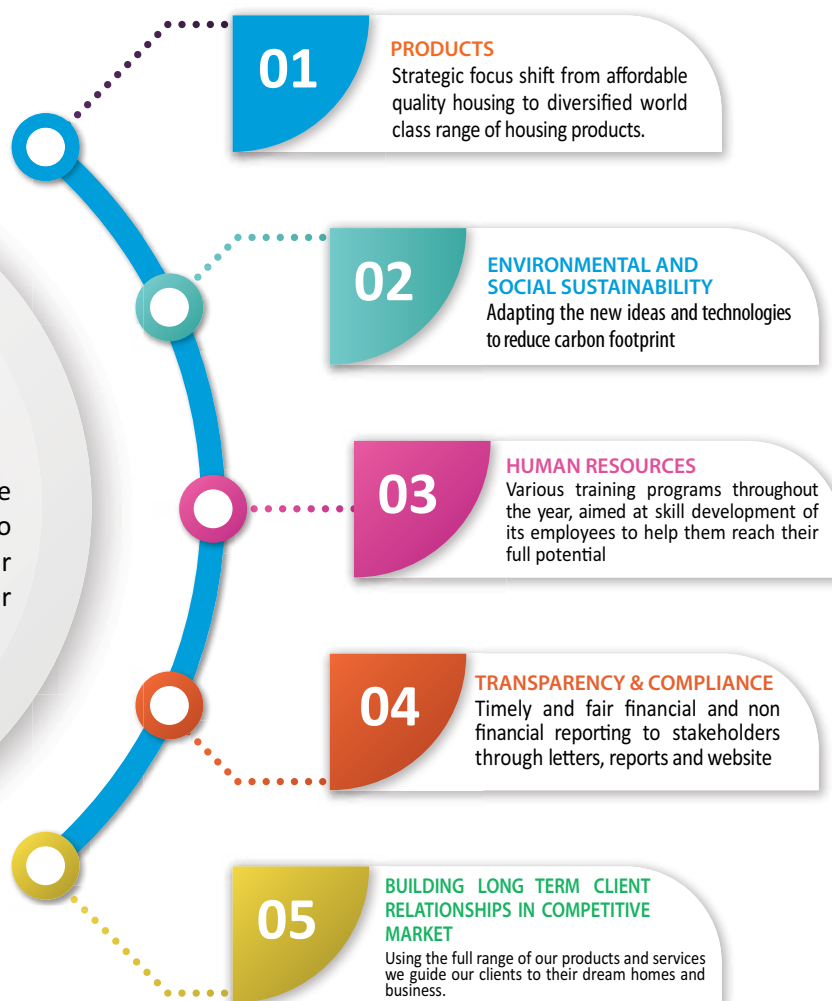 01
PRODUCTS
Strategic focus shift from affordable
quality housing to diversified world
class range of housing products.
02
ENVIRONMENTAL AND
SOCIAL SUSTAINABILITY
Adapting the new ideas and technologies
to reduce carbon footprint
e
o
r
r
03
HUMAN RESOURCES
Various training programs throughout
the year, aimed at skill development of
its employees to help them reach their
full potential
04
TRANSPARENCY & COMPLIANCE
Timely and fair financial and non
financial reporting to stakeholders
through letters, reports and website
05
BUILDING LONG TERM CLIENT
RELATIONSHIPS IN COMPETITIVE
MARKET
Using the full range of our products and services
we guide our clients to their dream homes and
business.